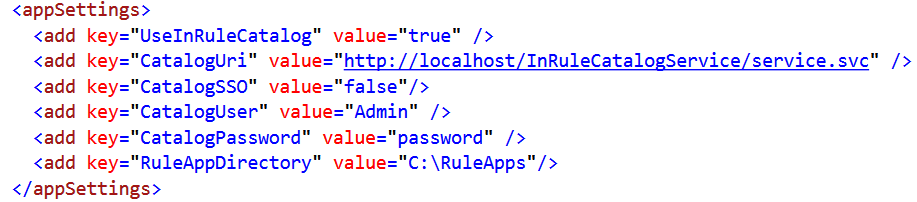 <appSettings>
<add key="UseInRuleCatalog" value="true" />
<add key="CatalogUri" value="http://localhost/InRuleCatalogService/service.svc" />
<add key="CatalogSSO" value="false"/>
<add key="CatalogUser" value="Admin" />
<add key="CatalogPassword" value="password" />
<add key="RuleAppDirectory" value="C:\RuleApps"/>
</appSettings>